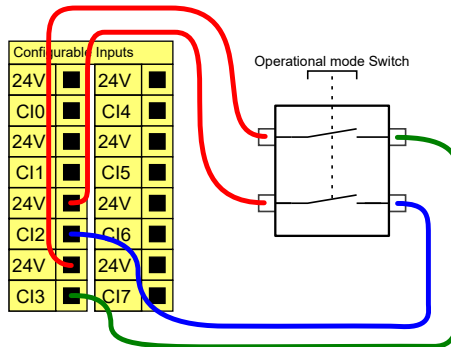 Configurable Inputs
Operational mode Switch
24V 24V
CI0 CI4
24V 24V
CI1 CI5
24V 24V
CI2 CI6
24V 24V
CI3 CI7